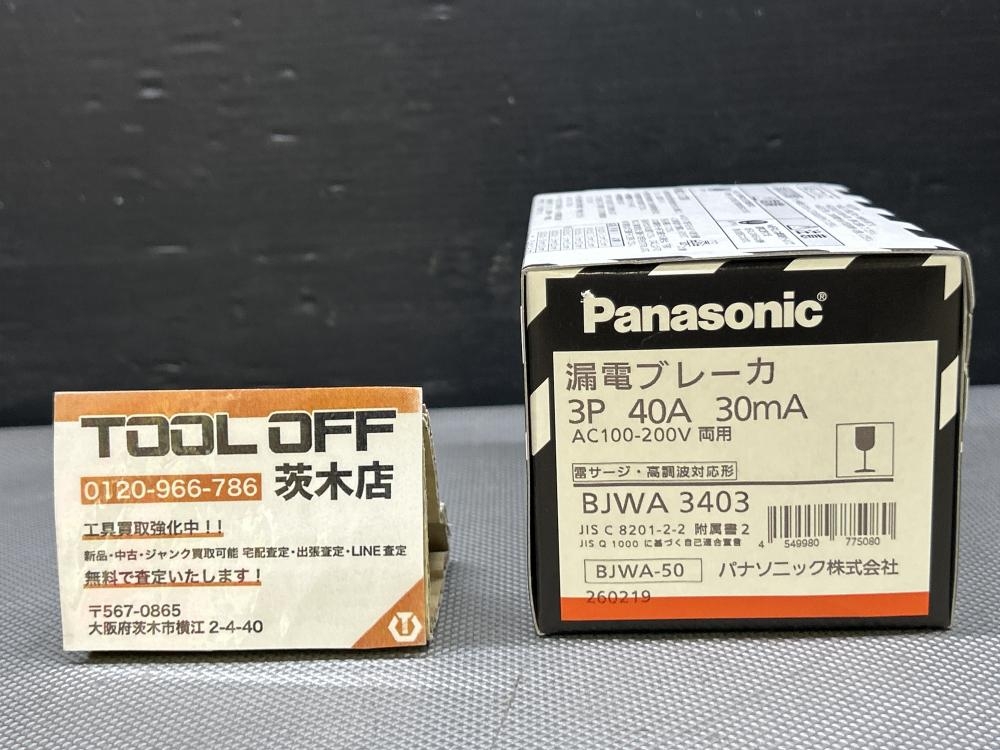 TOOL OFF
0120-966-786 茨木店
工具買取強化中！！
新品・中古・ジャンク買取可能 宅配査定・出張査定・LINE査定
無料で査定いたします！
〒567-0865
大阪府茨木市横江 2-4-40
Panasonic®
漏電ブレーカ
3P 40A 30mA
AC100-200V 両用
雷サージ・高調波対応形
BJWA 3403
JIS C 8201-2-2 附属書2
JIS Q 1000 に基づく自己適合宣言
4 549980 775080
BJWA-50 パナソニック株式会社
260219